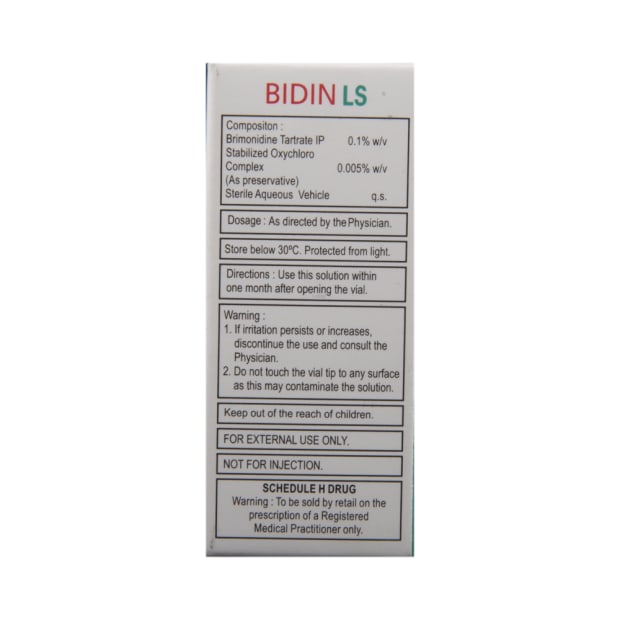 BIDIN LS
Compositon :
Brimonidine Tartrate IP 0.1% w/v
Stabilized Oxychloro
Complex 0.005% w/v
(As preservative)
Sterile Aqueous Vehicle q.s.
Dosage : As directed by the Physician.
Store below 30ºC. Protected from light.
Directions : Use this solution within
one month after opening the vial.
Warning :
1. If irritation persists or increases,
discontinue the use and consult the
Physician.
2. Do not touch the vial tip to any surface
as this may contaminate the solution.
Keep out of the reach of children.
FOR EXTERNAL USE ONLY.
NOT FOR INJECTION.
SCHEDULE H DRUG
Warning : To be sold by retail on the
prescription of a Registered
Medical Practitioner only.